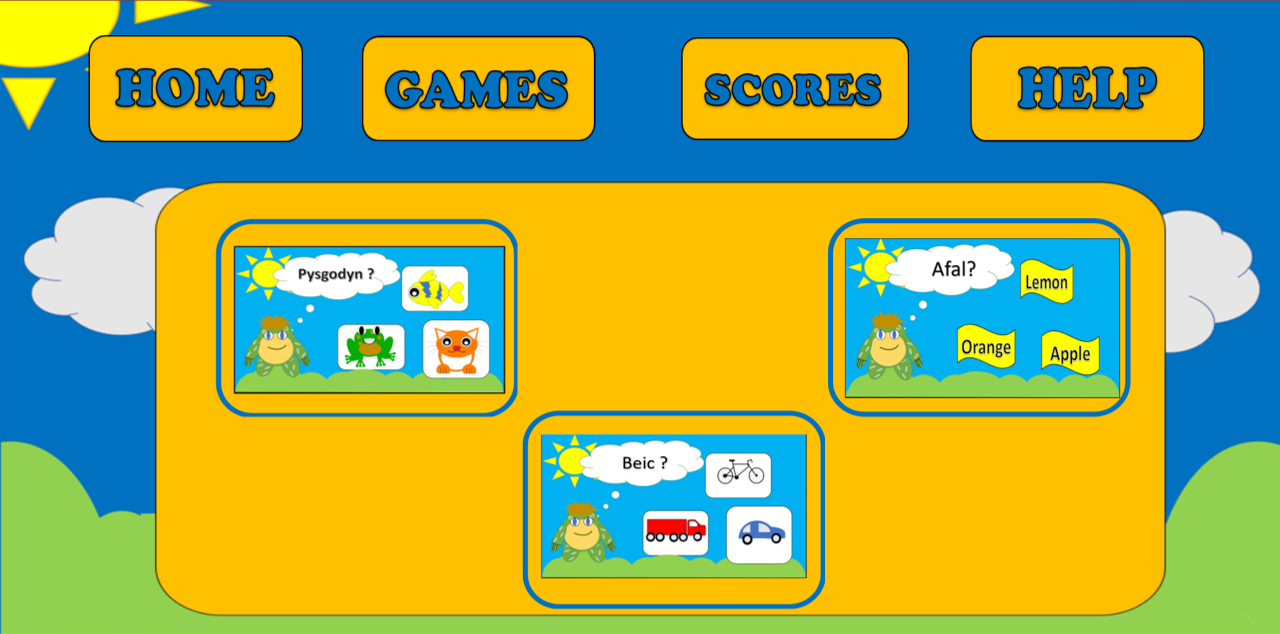 HOME
GAMES
SCORES
HELP
Pysgodyn ?
Afal?
Lemon
Orange
Apple
Beic ?